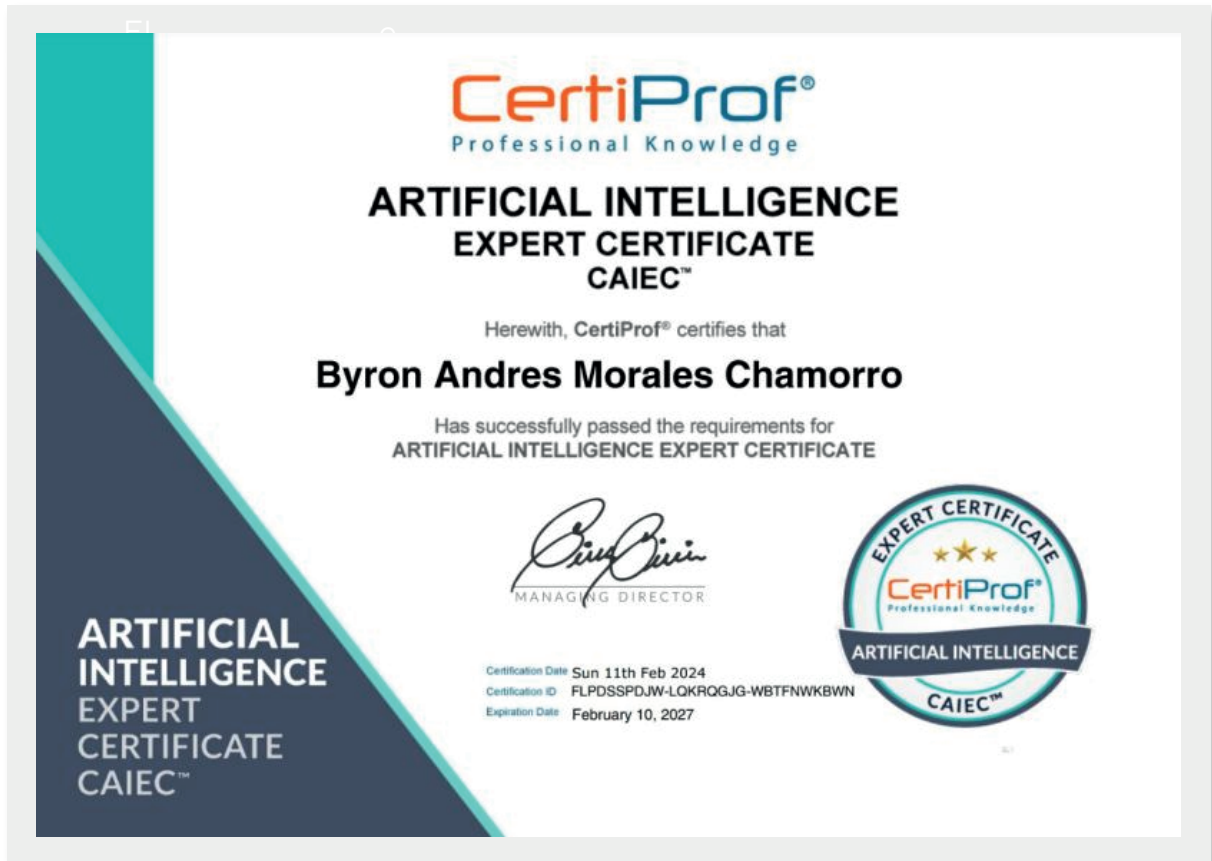 CertiProf®
Professional Knowledge
ARTIFICIAL INTELLIGENCE
EXPERT CERTIFICATE
CAIEC™
Herewith, CertiProf® certifies that
Byron Andres Morales Chamorro
Has successfully passed the requirements for
ARTIFICIAL INTELLIGENCE EXPERT CERTIFICATE
MANAGING DIRECTOR
Certification Date Sun 11th Feb 2024
Certification ID FLPDSSPDJW-LQKRQGJG-WBTFNWKBWN
Expiration Date February 10, 2027
EXPERT CERTIFICATE
CertiProf®
Professional Knowledge
ARTIFICIAL INTELLIGENCE
CAIEC™
ARTIFICIAL
INTELLIGENCE
EXPERT
CERTIFICATE
CAIEC™